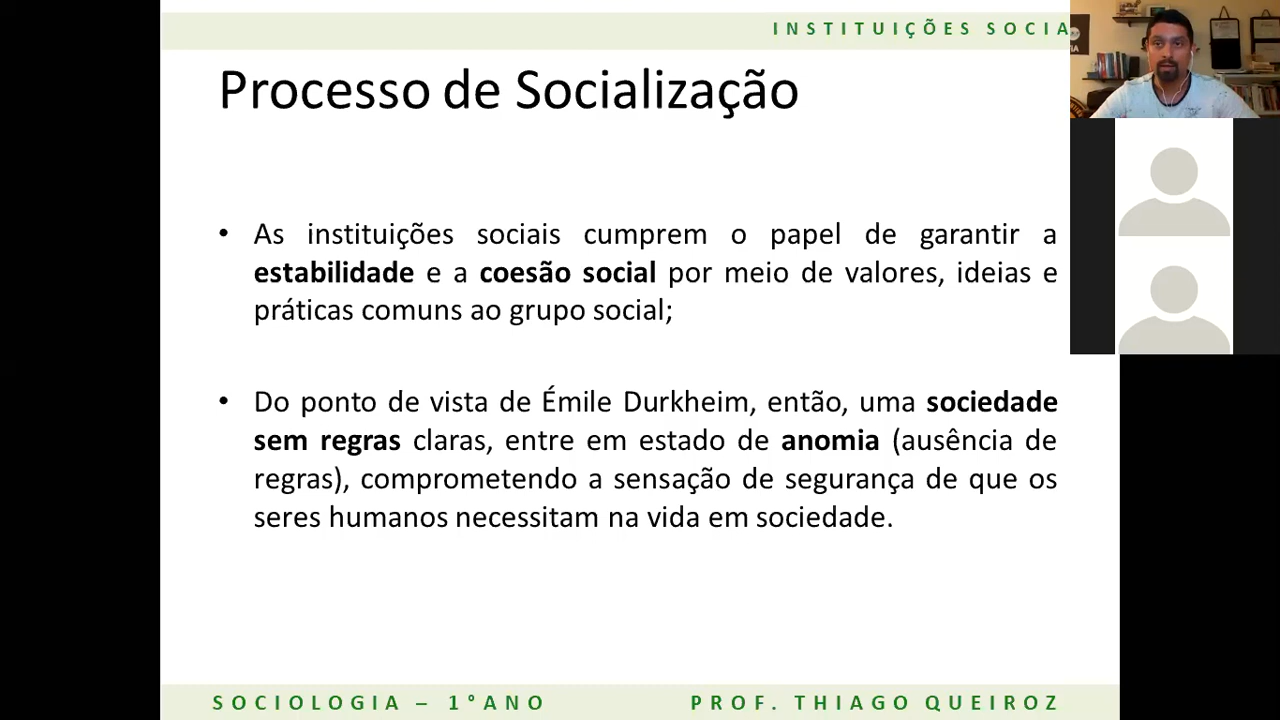 INSTITUIÇÕES SOCIA
Processo de Socialização
• As instituições sociais cumprem o papel de garantir a
estabilidade e a coesão social por meio de valores, ideias e
práticas comuns ao grupo social;
• Do ponto de vista de Émile Durkheim, então, uma sociedade
sem regras claras, entre em estado de anomia (ausência de
regras), comprometendo a sensação de segurança de que os
seres humanos necessitam na vida em sociedade.
SOCIOLOGIA – 1°ANO
PROF. THIAGO QUEIROZ